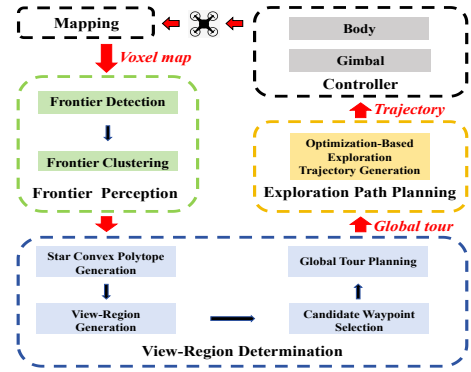 Mapping
Voxel map
Frontier Detection
Frontier Clustering
Frontier Perception
Star Convex Polytope
Generation
View-Region
Generation
Candidate Waypoint
Selection
Global Tour Planning
View-Region Determination
Global tour
Optimization-Based
Exploration
Trajectory Generation
Exploration Path Planning
Trajectory
Body
Gimbal
Controller